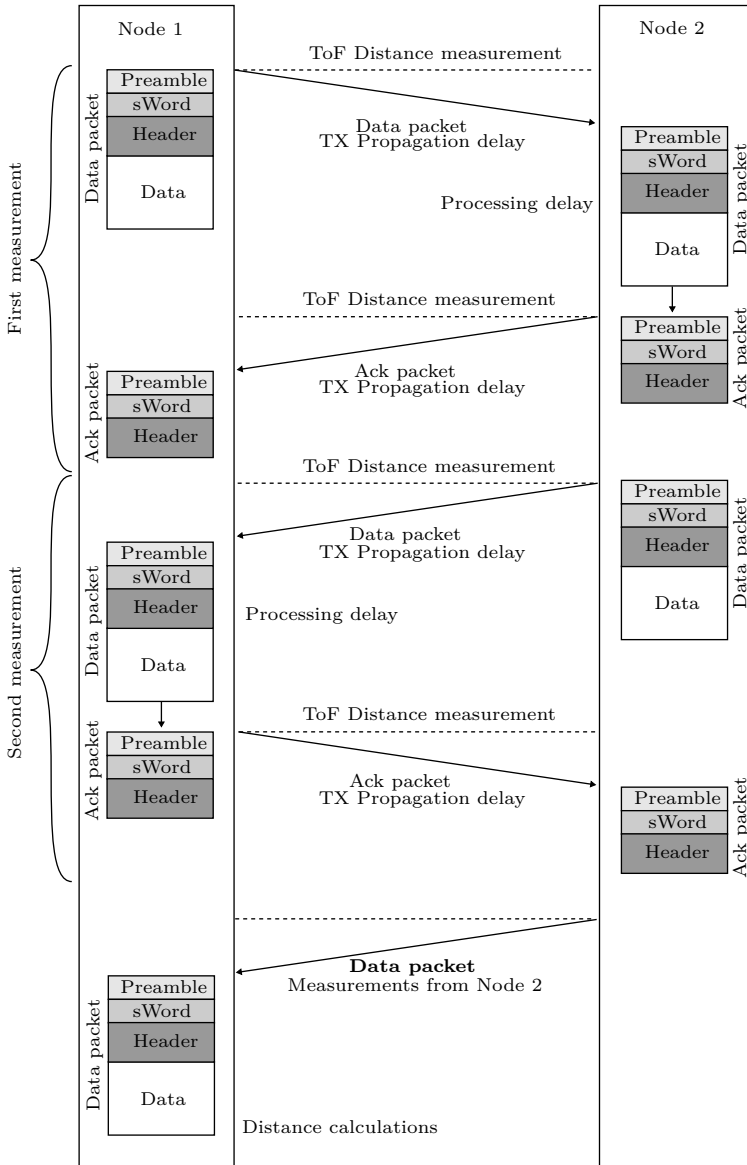 Node 1
Node 2
ToF Distance measurement
Preamble
sWord
Header
Data
Data packet
Data packet
TX Propagation delay
Preamble
sWord
Header
Data
Data packet
Processing delay
First measurement
ToF Distance measurement
Preamble
sWord
Header
Ack packet
Ack packet
TX Propagation delay
Preamble
sWord
Header
Ack packet
ToF Distance measurement
Preamble
sWord
Header
Data
Data packet
Data packet
TX Propagation delay
Preamble
sWord
Header
Data
Data packet
Processing delay
Second measurement
ToF Distance measurement
Preamble
sWord
Header
Ack packet
Ack packet
TX Propagation delay
Preamble
sWord
Header
Ack packet
Data packet
Measurements from Node 2
Preamble
sWord
Header
Data
Data packet
Distance calculations